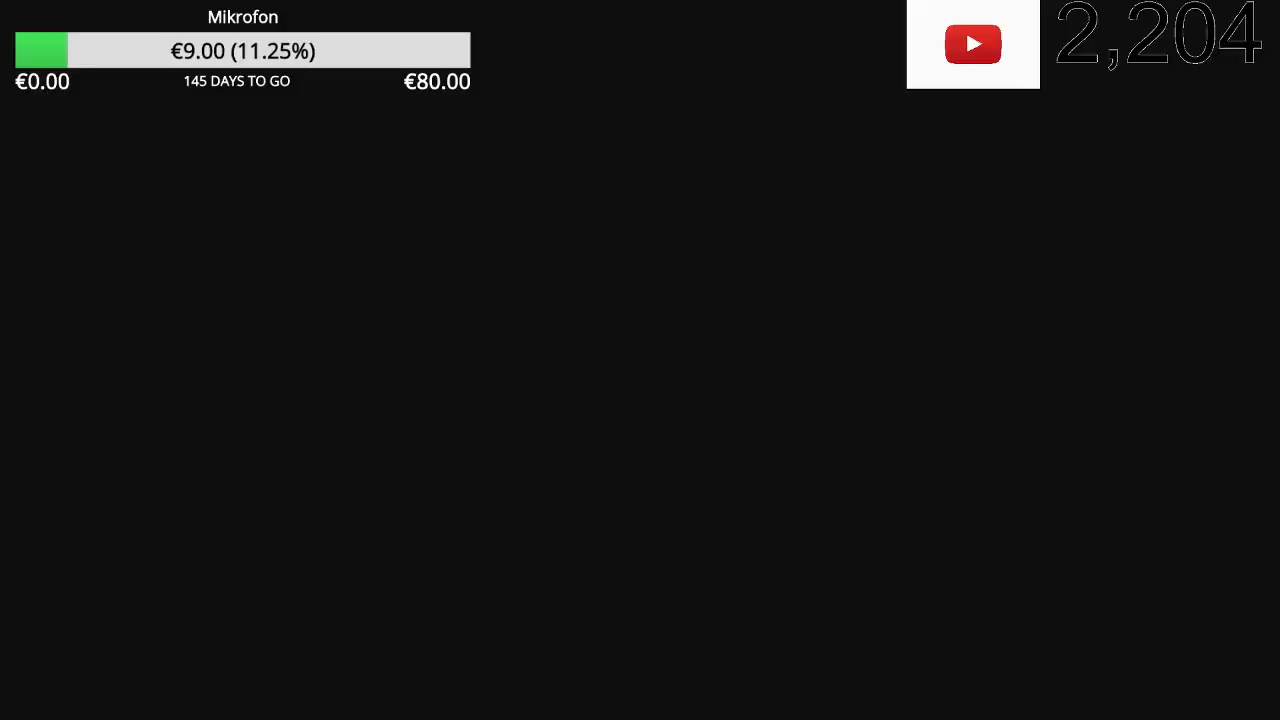 Mikrofon
€9.00 (11.25%)
€0.00 145 DAYS TO GO €80.00
2,204